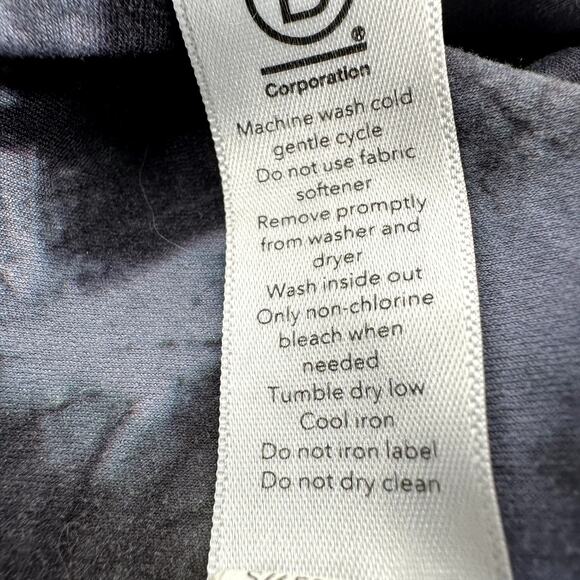 B
®
Corporation
Machine wash cold
gentle cycle
Do not use fabric
softener
Remove promptly
from washer and
dryer
Wash inside out
Only non-chlorine
bleach when
needed
Tumble dry low
Cool iron
Do not iron label
Do not dry clean